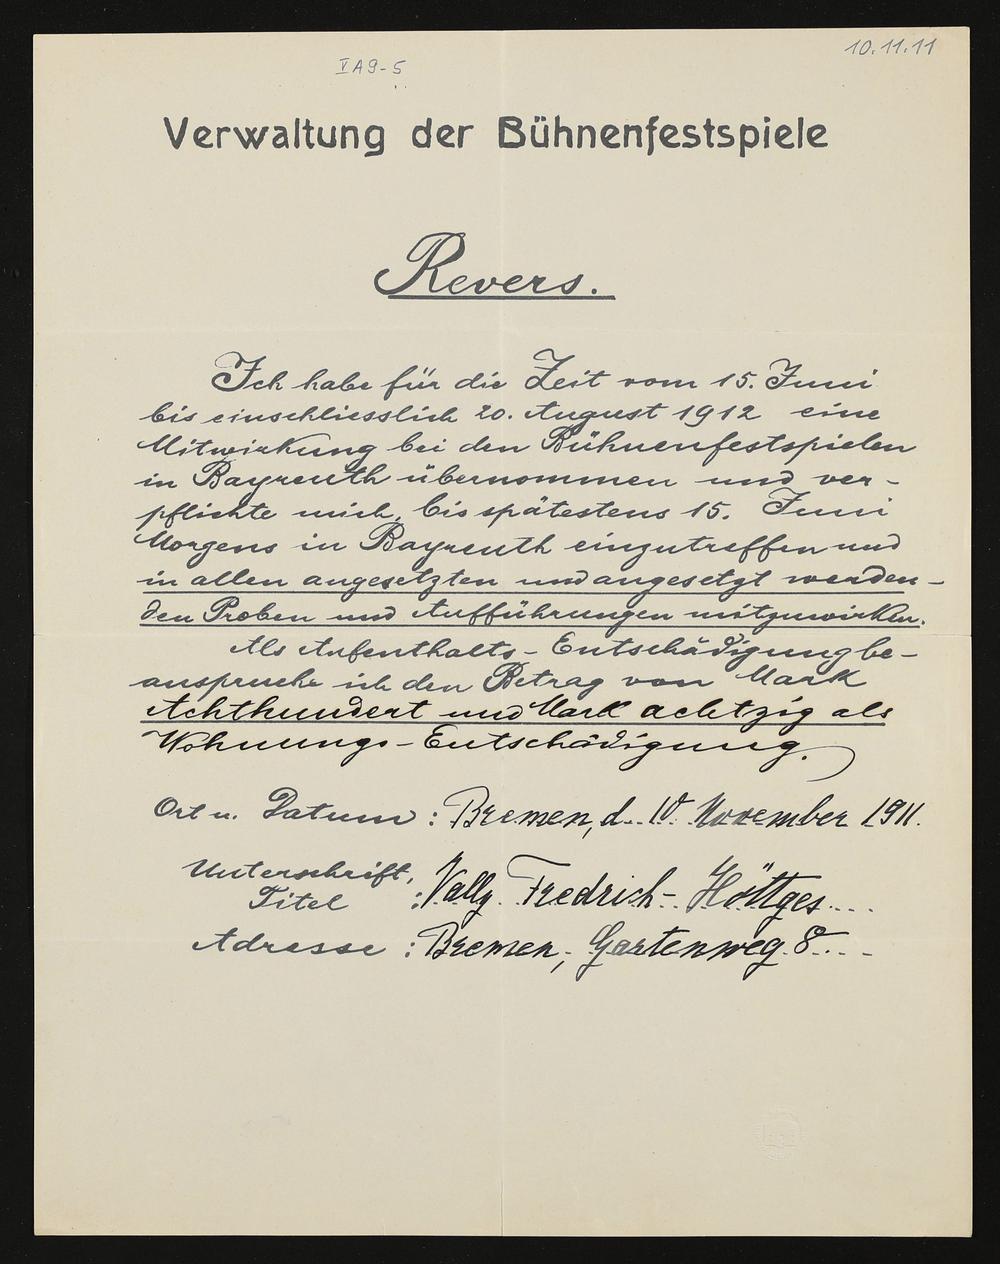 V A 9 - 5
10.11.11
Verwaltung der Bühnenfestspiele
Revers.
Ich habe für die Zeit vom 15. Juni
bis einschliesslich 20. August 1912 eine
Mitwirkung bei den Bühnenfestspielen
in Bayreuth übernommen und ver-
pflichte mich, bis spätestens 15. Juni
Morgens in Bayreuth einzutreffen und
in allen angesetzten und angesetzt werden-
den Proben und Aufführungen mitzuwirken.
Als Aufenthalts-Entschädigung be-
anspruche ich den Betrag von Mark
Achthundert und Mark achtzig als
Wohnungs-Entschädigung.
Ort u. Datum: Bremen, d. 10. November 1911.
Unterschrift,
Titel : Vally Fredrich-Höttges....
Adresse : Bremen, Gartenweg 8....